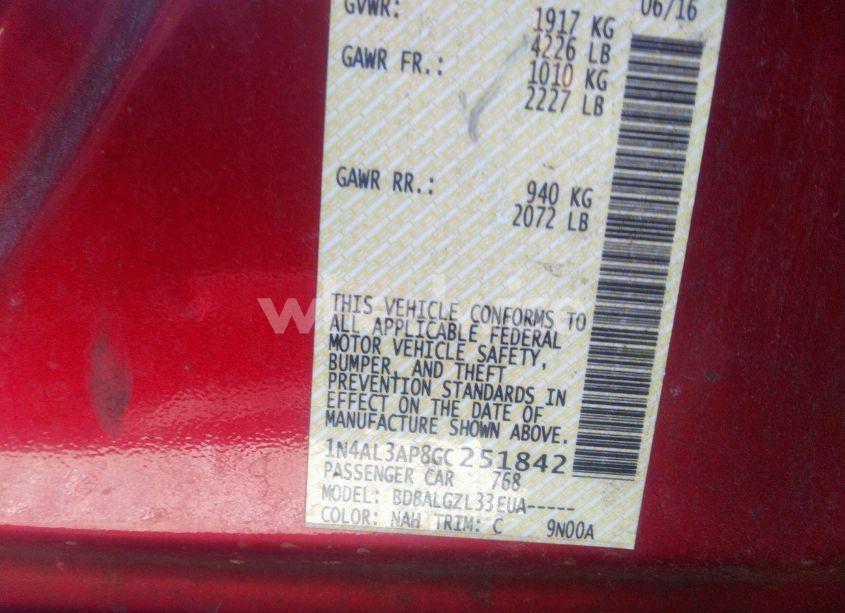 GVWR: 1917 KG 06/16
4226 LB
GAWR FR.: 1010 KG
2227 LB
GAWR RR.: 940 KG
2072 LB
THIS VEHICLE CONFORMS TO
ALL APPLICABLE FEDERAL
MOTOR VEHICLE SAFETY,
BUMPER, AND THEFT
PREVENTION STANDARDS IN
EFFECT ON THE DATE OF
MANUFACTURE SHOWN ABOVE.
1N4AL3AP8GC251842
PASSENGER CAR 768
MODEL: BDBALGZL33EUA-----
COLOR: NAH TRIM: C 9N00A